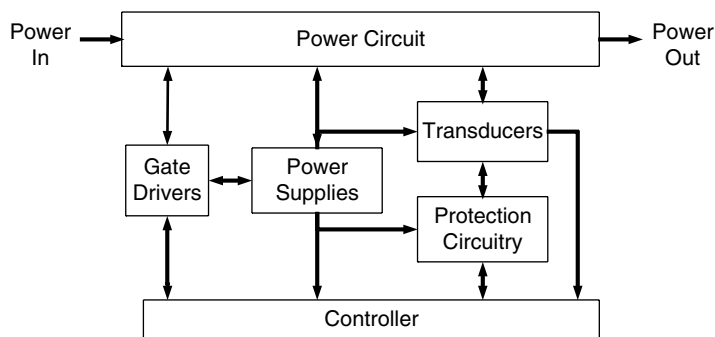 Power
In
Power Circuit
Power
Out
Transducers
Gate
Drivers
Power
Supplies
Protection
Circuitry
Controller